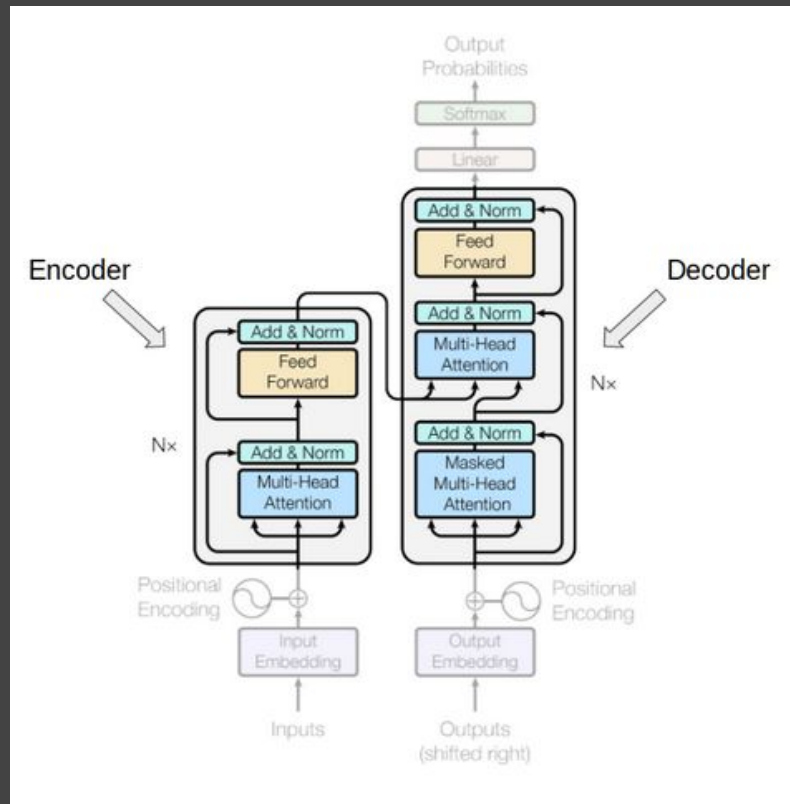 Output
Probabilities
Softmax
Linear
Add & Norm
Feed
Forward
Add & Norm
Multi-Head
Attention
Add & Norm
Masked
Multi-Head
Attention
Nx
Decoder
Encoder
Add & Norm
Feed
Forward
Nx
Add & Norm
Multi-Head
Attention
Positional
Encoding
Input
Embedding
Inputs
Positional
Encoding
Output
Embedding
Outputs
(shifted right)